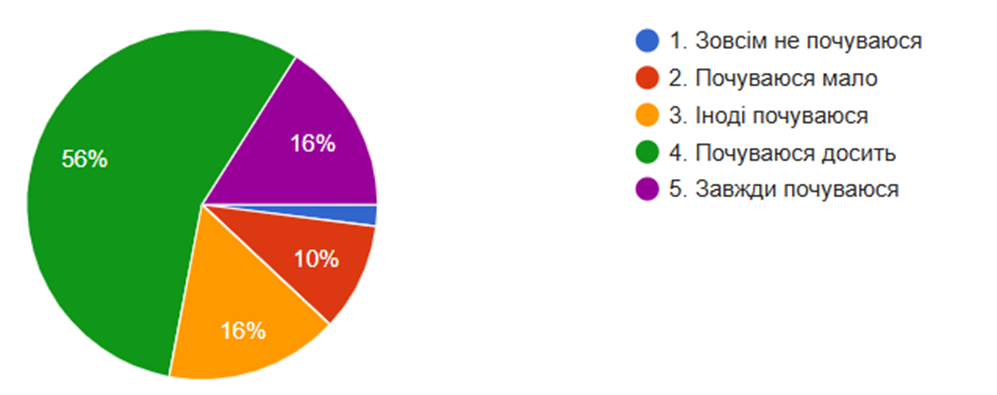 56%
16%
10%
16%
1. Зовсім не почуваюся
2. Почуваюся мало
3. Іноді почуваюся
4. Почуваюся досить
5. Завжди почуваюся